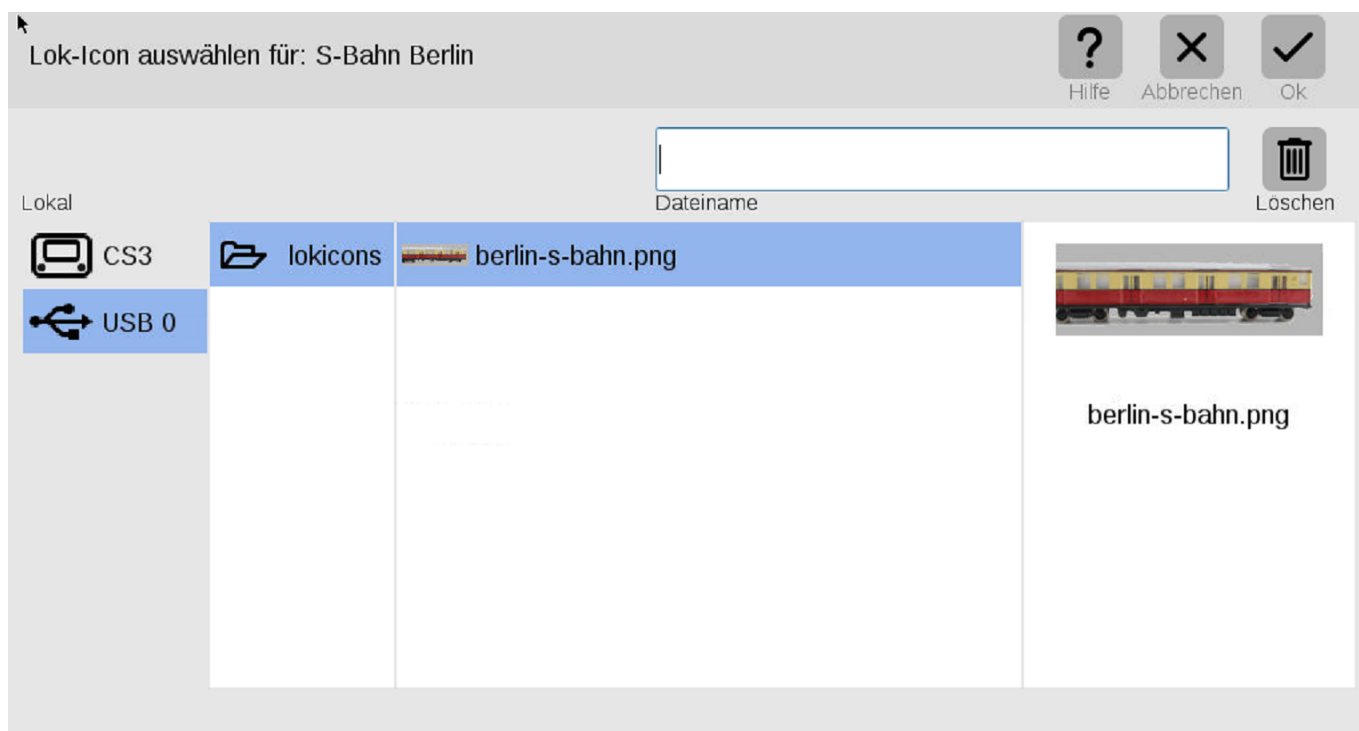 Lok-Icon auswählen für: S-Bahn Berlin
Hilfe
Abbrechen
Ok
Lokal
Dateiname
Löschen
CS3
lokicons
berlin-s-bahn.png
USB 0
berlin-s-bahn.png